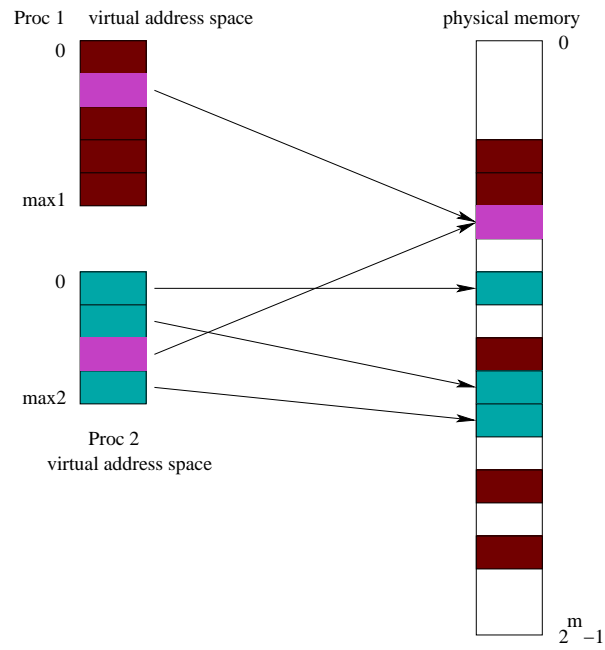 Proc 1 virtual address space
physical memory
0
0
max1
0
max2
Proc 2
virtual address space
2^m −1